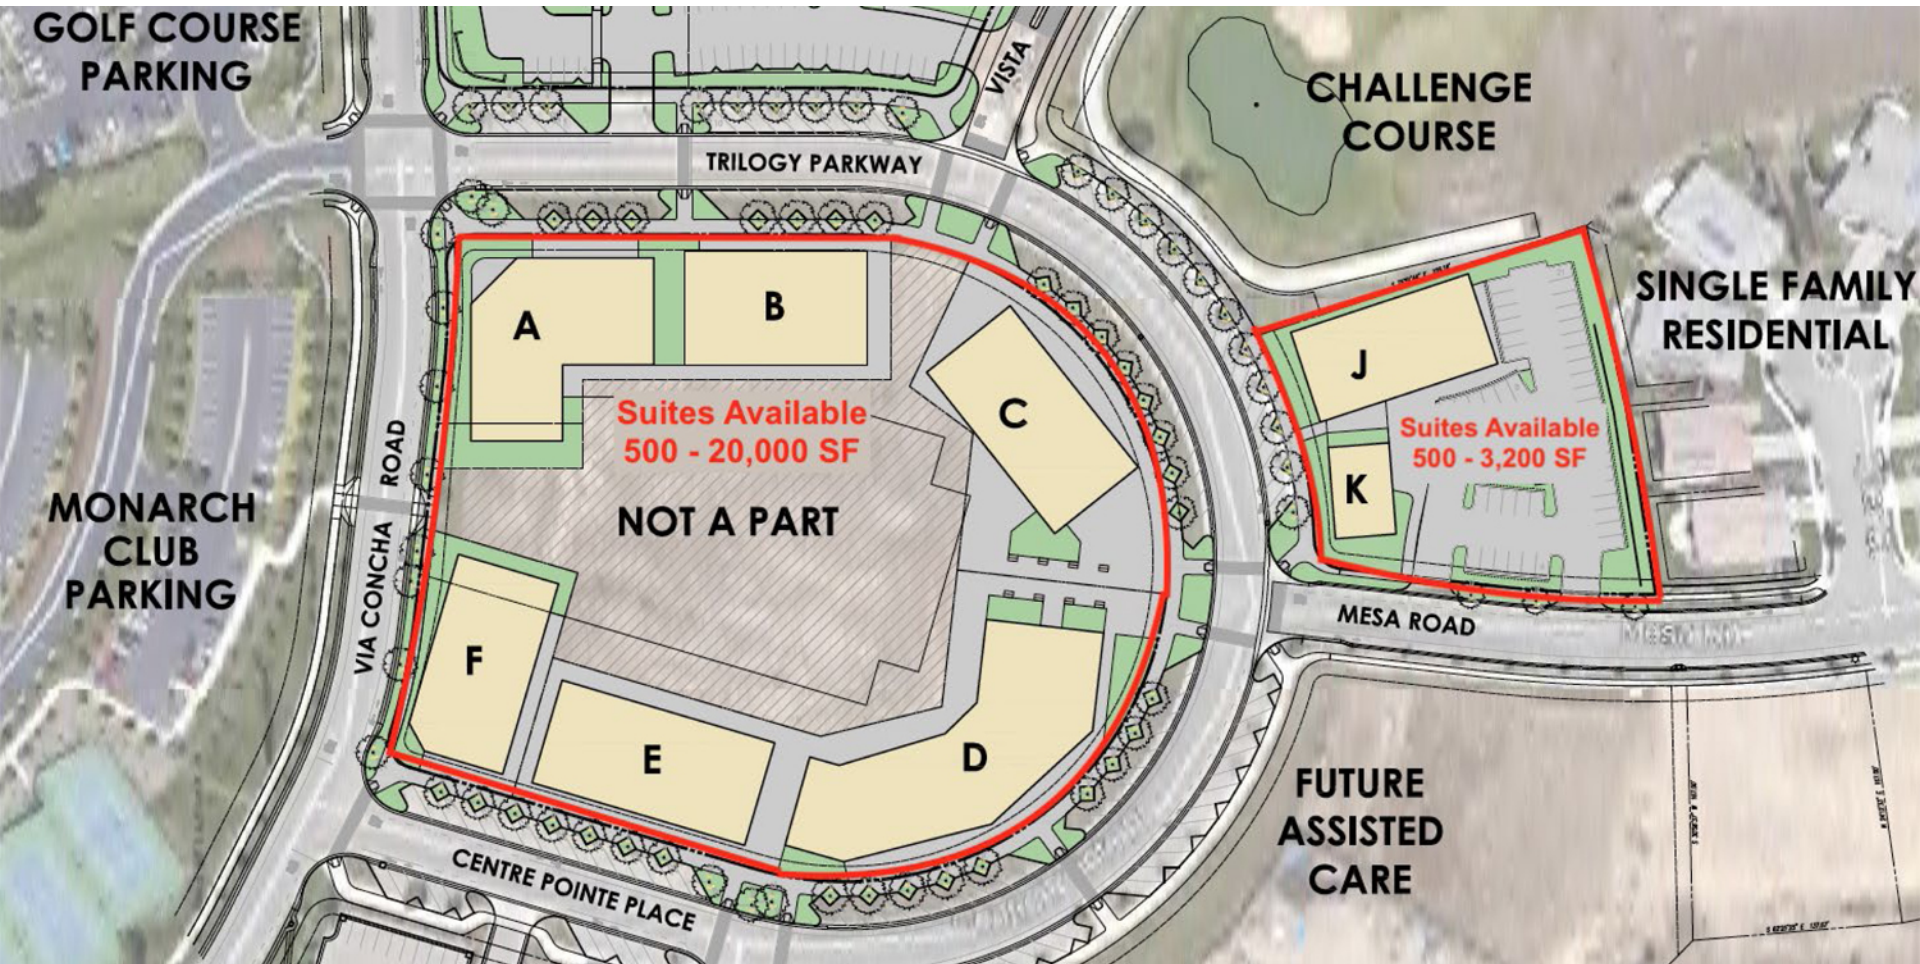 GOLF COURSE
PARKING
VISTA
CHALLENGE
COURSE
TRILOGY PARKWAY
SINGLE FAMILY
RESIDENTIAL
A
B
C
J
K
Suites Available
500 - 20,000 SF
NOT A PART
Suites Available
500 - 3,200 SF
VIA CONCHA ROAD
MONARCH
CLUB
PARKING
MESA ROAD
F
E
D
CENTRE POINTE PLACE
FUTURE
ASSISTED
CARE